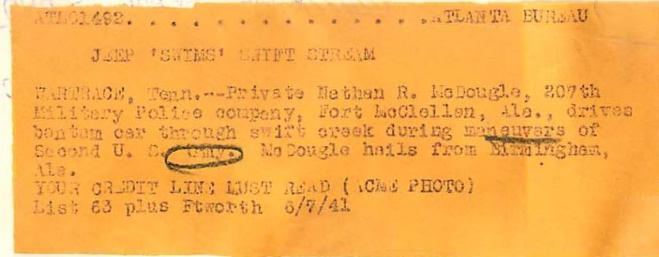 ATLO1492. . . . . . . . . . . . . . . . .ATLANTA BUREAU
JEEP 'SWIMS' SWIFT STREAM
WARTRACE, Tenn.--Private Nathan R. McDougle, 207th
Military Police company, Fort McClellan, Ala., drives
bantam car through swift creek during maneuvers of
Second U. S. Army. McDougle hails from Birmingham,
Ala.
YOUR CREDIT LINE MUST READ (ACME PHOTO)
List 63 plus Ftworth 6/7/41